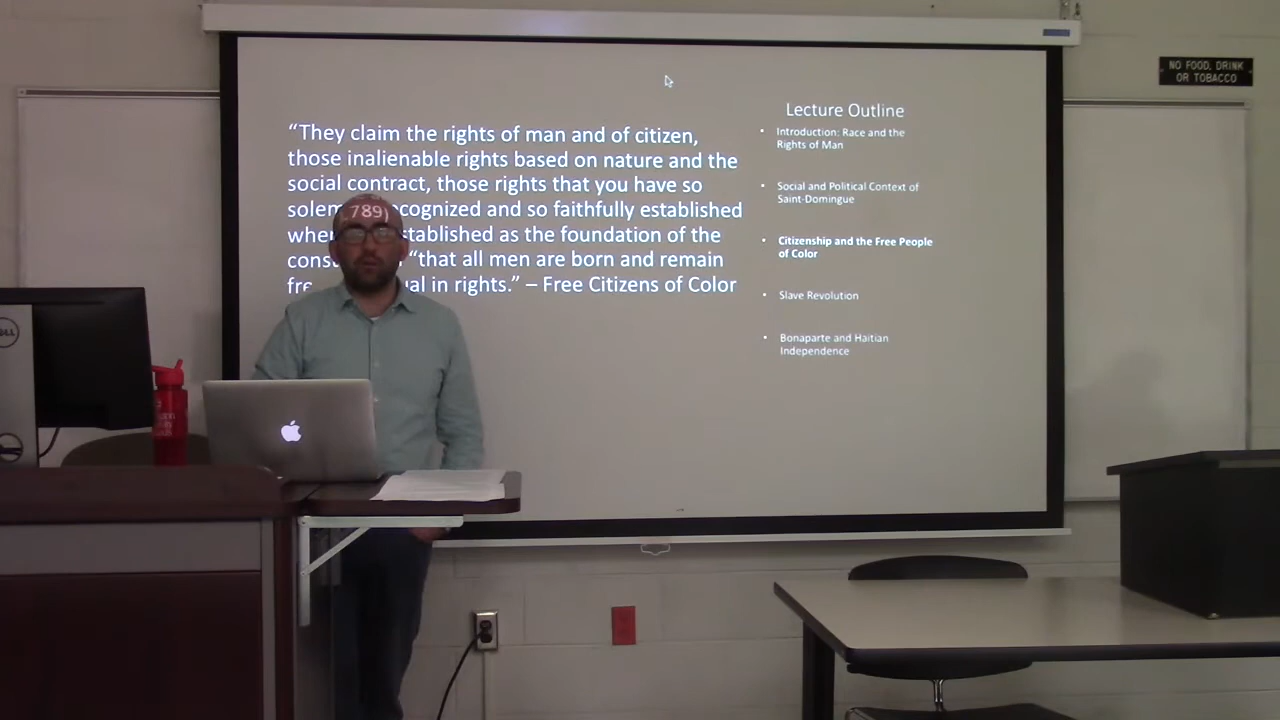 “They claim the rights of man and of citizen,
those inalienable rights based on nature and the
social contract, those rights that you have so
solem ecognized and so faithfully established
whe stablished as the foundation of the
cons “that all men are born and remain
fre ual in rights.” – Free Citizens of Color
789)
Lecture Outline
• Introduction: Race and the
Rights of Man
• Social and Political Context of
Saint-Domingue
• Citizenship and the Free People
of Color
• Slave Revolution
• Bonaparte and Haitian
Independence
NO FOOD, DRINK
OR TOBACCO
DELL